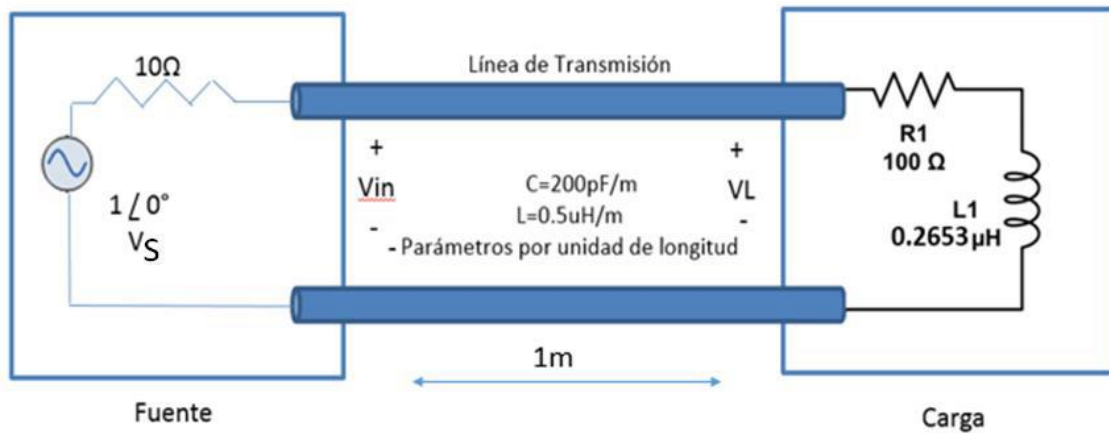 10Ω
1 / 0°
VS
Fuente
Línea de Transmisión
+
Vin
-
C=200pF/m
L=0.5uH/m
- Parámetros por unidad de longitud
+
VL
-
1m
R1
100 Ω
L1
0.2653µH
Carga